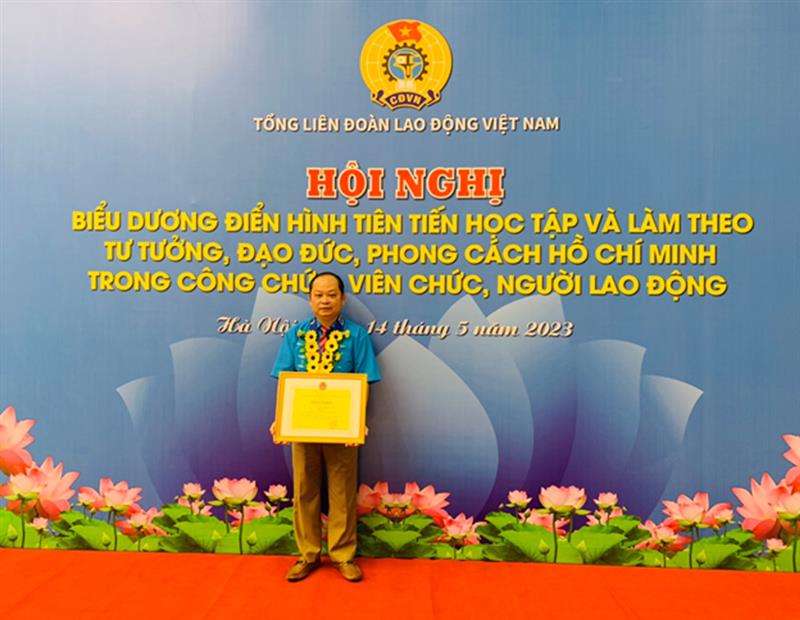 CĐVN
TỔNG LIÊN ĐOÀN LAO ĐỘNG VIỆT NAM
HỘI NGHỊ
BIỂU DƯƠNG ĐIỂN HÌNH TIÊN TIẾN HỌC TẬP VÀ LÀM THEO
TƯ TƯỞNG, ĐẠO ĐỨC, PHONG CÁCH HỒ CHÍ MINH
TRONG CÔNG CHỨC, VIÊN CHỨC, NGƯỜI LAO ĐỘNG
Hà Nội 14 tháng 5 năm 2023